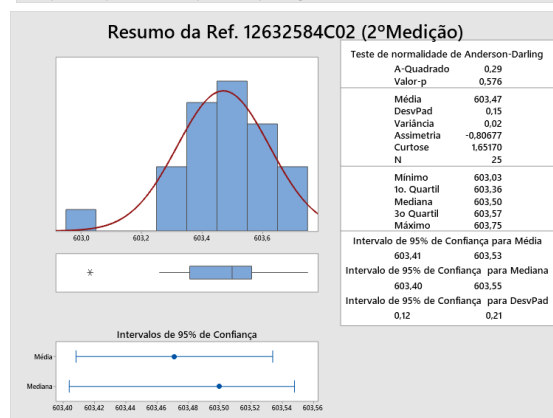 Resumo da Ref. 12632584C02 (2ºMedição)
Teste de normalidade de Anderson-Darling
A-Quadrado 0,29
Valor-p 0,576
Média 603,47
DesvPad 0,15
Variância 0,02
Assimetria -0,80677
Curtose 1,65170
N 25
Mínimo 603,03
1o. Quartil 603,36
Mediana 603,50
3o Quartil 603,57
Máximo 603,75
Intervalo de 95% de Confiança para Média
603,41 603,53
Intervalo de 95% de Confiança para Mediana
603,40 603,55
Intervalo de 95% de Confiança para DesvPad
0,12 0,21
603,0 603,2 603,4 603,6
Intervalos de 95% de Confiança
Média
Mediana
603,40 603,42 603,44 603,46 603,48 603,50 603,52 603,54 603,56